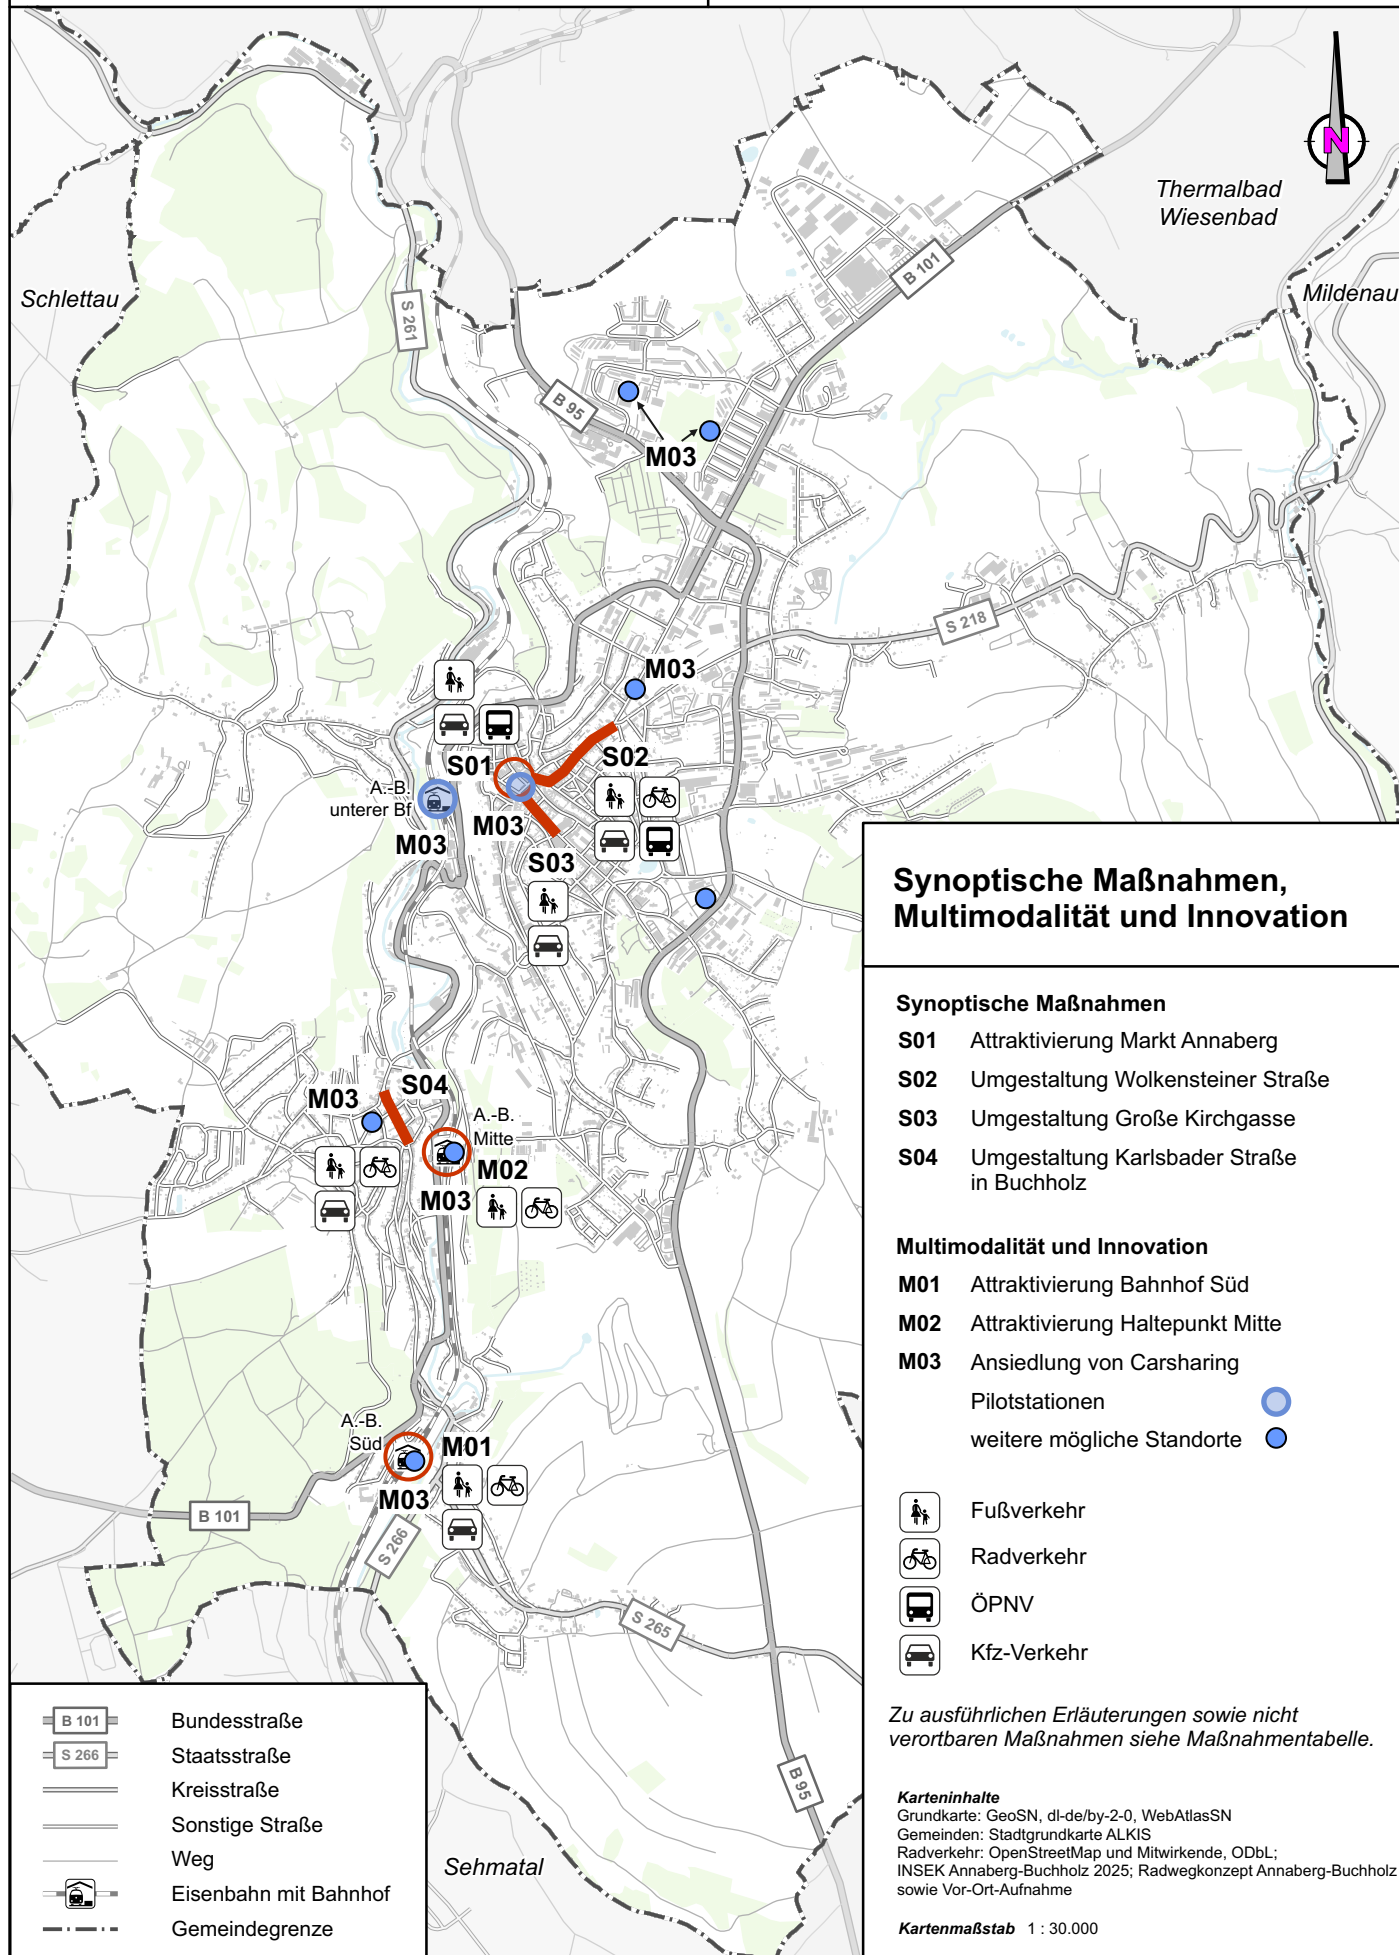 N
Thermalbad
Wiesenbad
Schlettau
Mildenau
S 261
B 101
B 95
M03
S 218
M03
S01
S02
A.-B.
unterer Bf
M03
M03
S03
S04
M03
A.-B.
Mitte
M02
M03
A.-B.
Süd
M01
M03
B 101
S 266
S 265
B 95
Sehmatal
Synoptische Maßnahmen,
Multimodalität und Innovation
Synoptische Maßnahmen
S01 Attraktivierung Markt Annaberg
S02 Umgestaltung Wolkensteiner Straße
S03 Umgestaltung Große Kirchgasse
S04 Umgestaltung Karlsbader Straße
in Buchholz
Multimodalität und Innovation
M01 Attraktivierung Bahnhof Süd
M02 Attraktivierung Haltepunkt Mitte
M03 Ansiedlung von Carsharing
Pilotstationen
weitere mögliche Standorte
Fußverkehr
Radverkehr
ÖPNV
Kfz-Verkehr
Zu ausführlichen Erläuterungen sowie nicht
verortbaren Maßnahmen siehe Maßnahmentabelle.
Karteninhalte
Grundkarte: GeoSN, dl-de/by-2-0, WebAtlasSN
Gemeinden: Stadtgrundkarte ALKIS
Radverkehr: OpenStreetMap und Mitwirkende, ODbL;
INSEK Annaberg-Buchholz 2025; Radwegkonzept Annaberg-Buchholz
sowie Vor-Ort-Aufnahme
Kartenmaßstab 1 : 30.000
B 101 Bundesstraße
S 266 Staatsstraße
Kreisstraße
Sonstige Straße
Weg
Eisenbahn mit Bahnhof
Gemeindegrenze